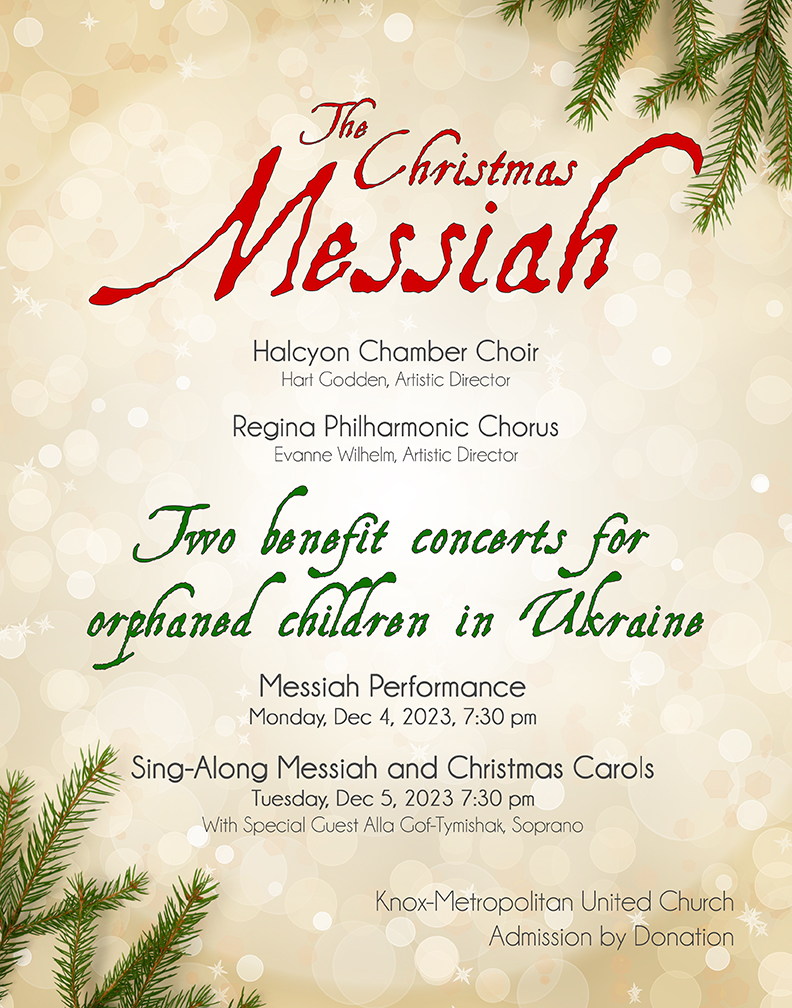 The Christmas
Messiah
Halcyon Chamber Choir
Hart Godden, Artistic Director
Regina Philharmonic Chorus
Evanne Wilhelm, Artistic Director
Two benefit concerts for
orphaned children in Ukraine
Messiah Performance
Monday, Dec 4, 2023, 7:30 pm
Sing-Along Messiah and Christmas Carols
Tuesday, Dec 5, 2023 7:30 pm
With Special Guest Alla Gof-Tymishak, Soprano
Knox-Metropolitan United Church
Admission by Donation